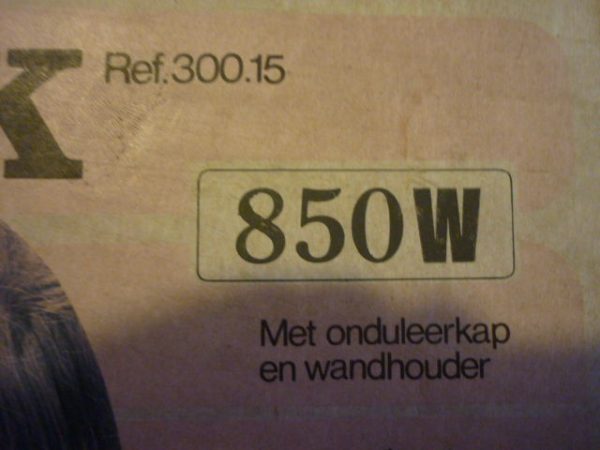 K Ref.300.15
850W
Met onduleerkap
en wandhouder